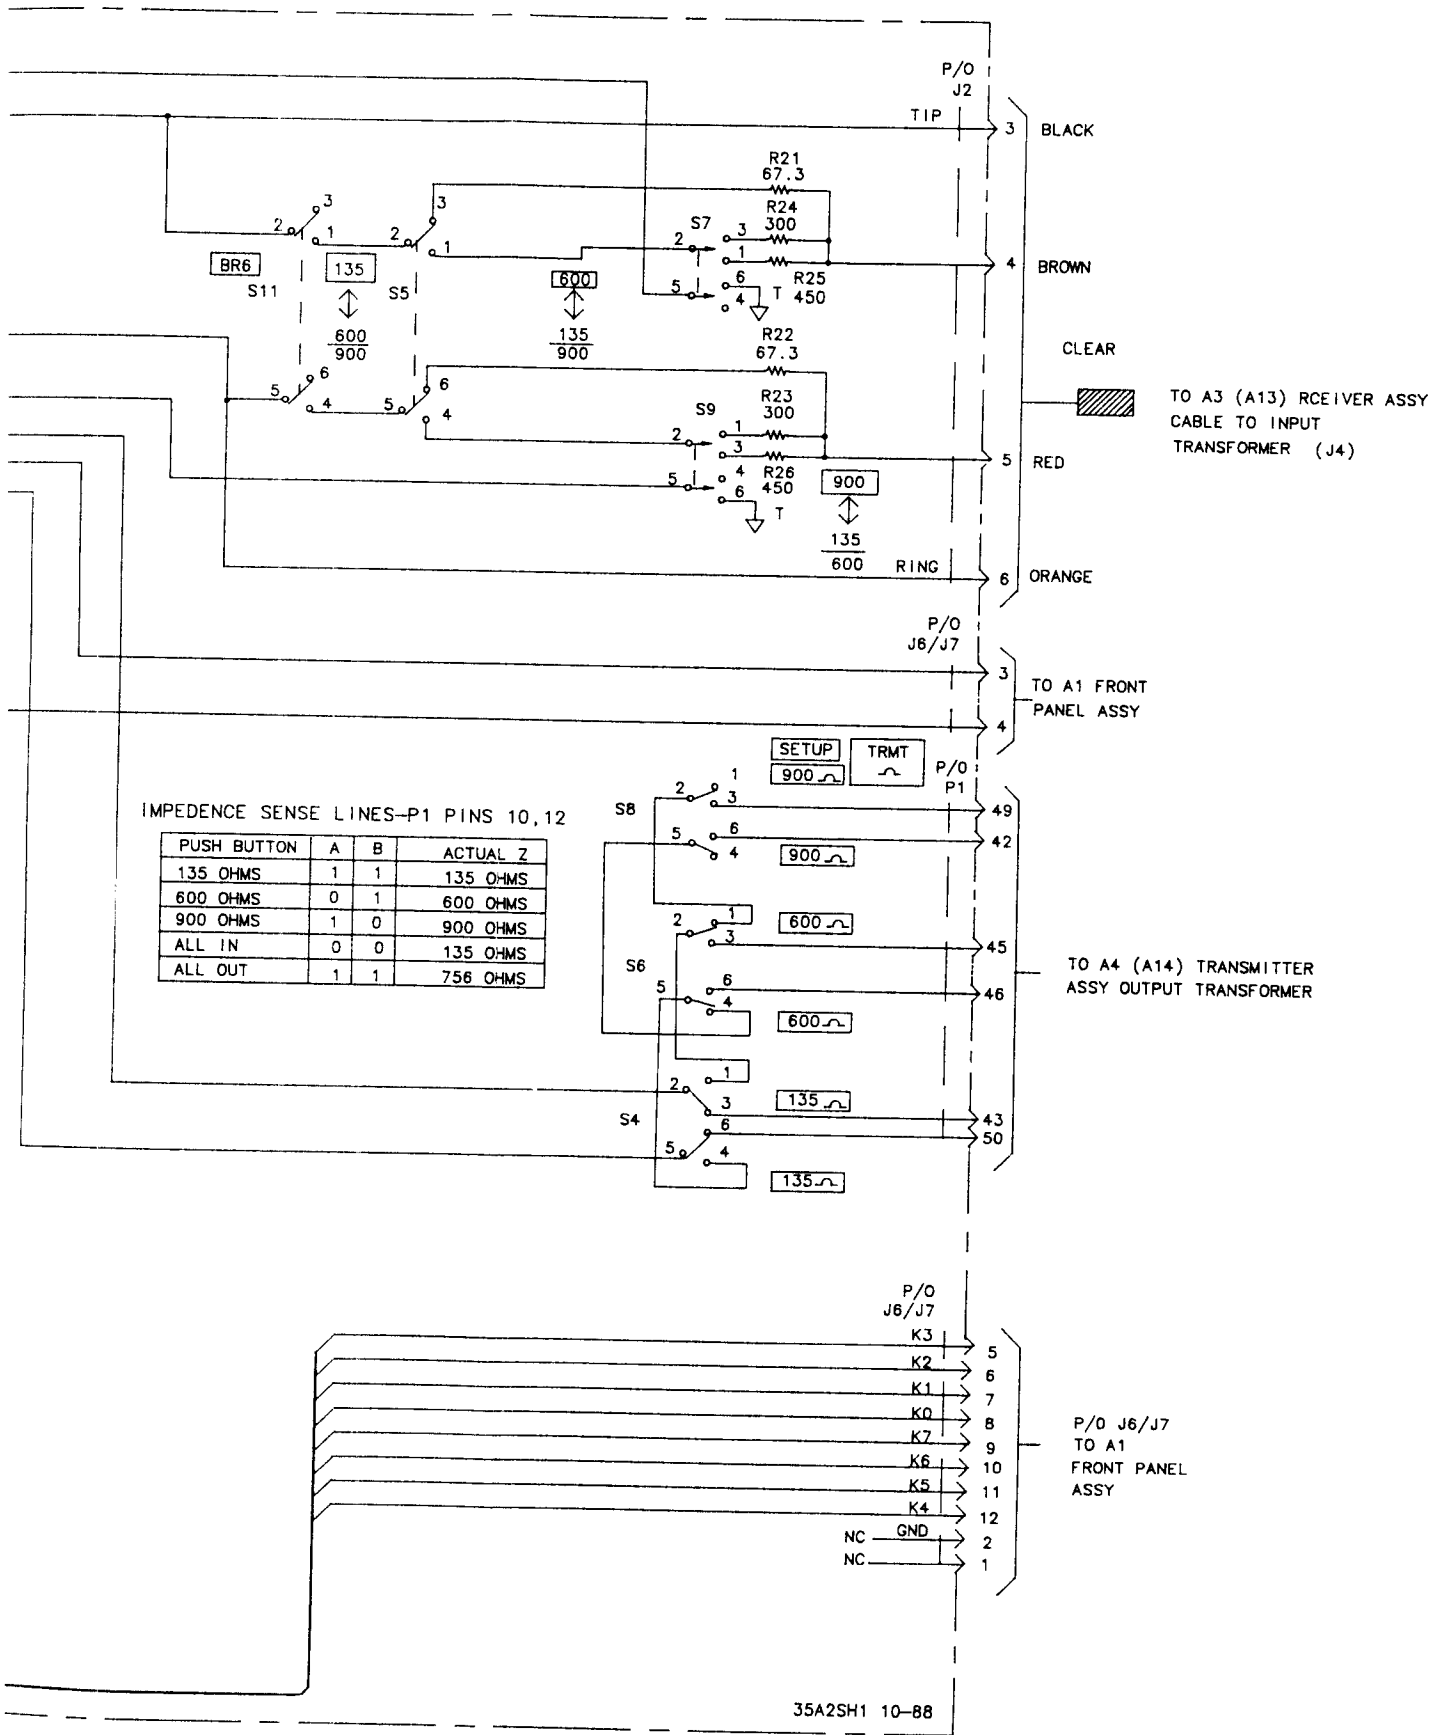 P/O
J2
TIP
3 BLACK
R21
67.3
3
3
2
1
2
1
R24
300
S7
2
3
1
R25
450
6
4
5
T
4 BROWN
BR6
S11
135
S5
600
900
600
135
900
R22
67.3
CLEAR
6
5
4
6
5
4
S9
R23
300
2
1
3
R26
450
4
6
5
T
900
135
600
5 RED
TO A3 (A13) RCEIVER ASSY
CABLE TO INPUT
TRANSFORMER (J4)
RING
6 ORANGE
P/O
J6/J7
3
4
TO A1 FRONT
PANEL ASSY
SETUP
900
TRMT
P/O
P1
S8
2
1
3
49
5
6
4
42
900
IMPEDENCE SENSE LINES-P1 PINS 10,12
PUSH BUTTON A B ACTUAL Z
135 OHMS 1 1 135 OHMS
600 OHMS 0 1 600 OHMS
900 OHMS 1 0 900 OHMS
ALL IN 0 0 135 OHMS
ALL OUT 1 1 756 OHMS
2
1
3
600
45
S6
5
6
4
46
600
TO A4 (A14) TRANSMITTER
ASSY OUTPUT TRANSFORMER
2
1
3
135
43
S4
6
5
4
50
135
P/O
J6/J7
K3 5
K2 6
K1 7
K0 8
K7 9
K6 10
K5 11
K4 12
NC GND 2
NC 1
P/O J6/J7
TO A1
FRONT PANEL
ASSY
35A2SH1 10-88